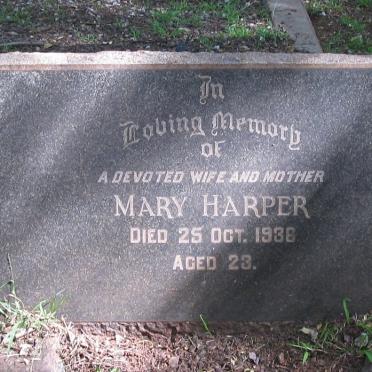 In
Loving Memory
of
A DEVOTED WIFE AND MOTHER
MARY HARPER
DIED 25 OCT. 1938
AGED 23.